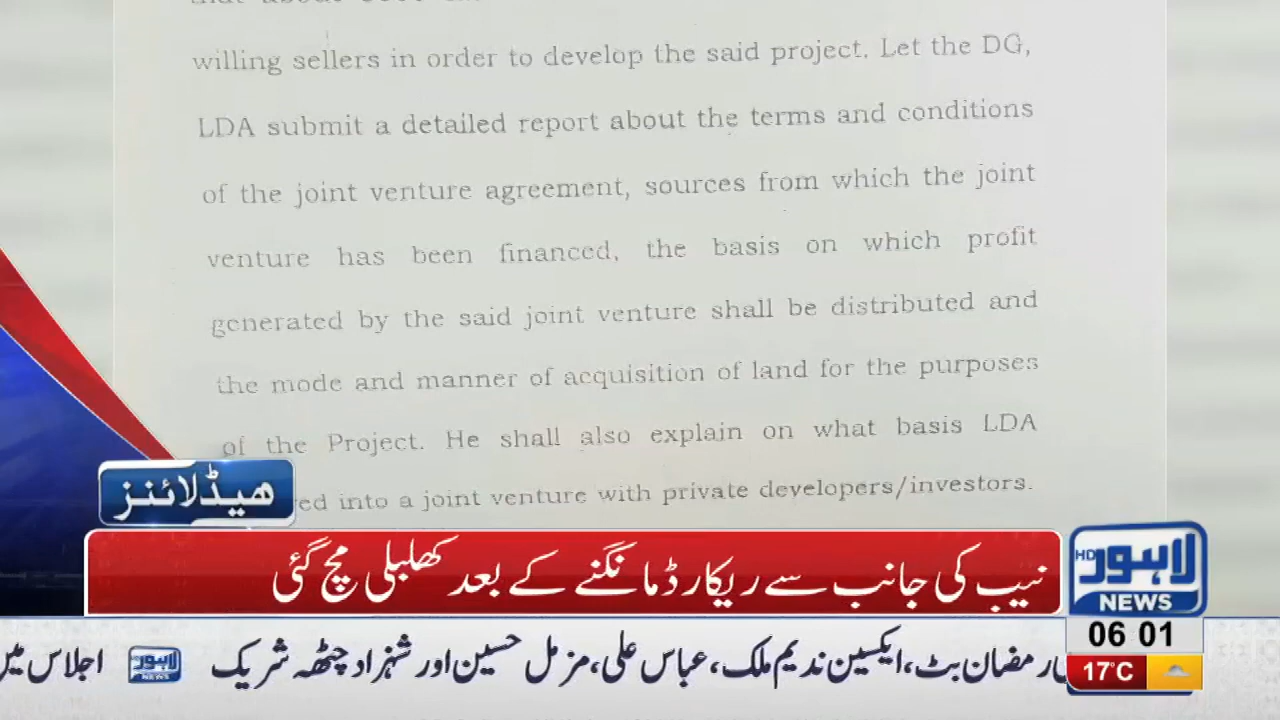 willing sellers in order to develop the said project. Let the DG,
LDA submit a detailed report about the terms and conditions
of the joint venture agreement, sources from which the joint
venture has been financed, the basis on which profit
generated by the said joint venture shall be distributed and
the mode and manner of acquisition of land for the purposes
of the Project. He shall also explain on what basis LDA
into a joint venture with private developers/investors.
ھیڈلائنز
نیب کی جانب سے ریکارڈ مانگنے کے بعد کھلبلی مچ گئی
HD
لاہور
NEWS
06 01
17°C
رمضان بٹ، ایکسین ندیم ملک، عباس علی، مزمل حسین اور شہزاد چٹھہ شریک لاہور NEWS اجلاس میں